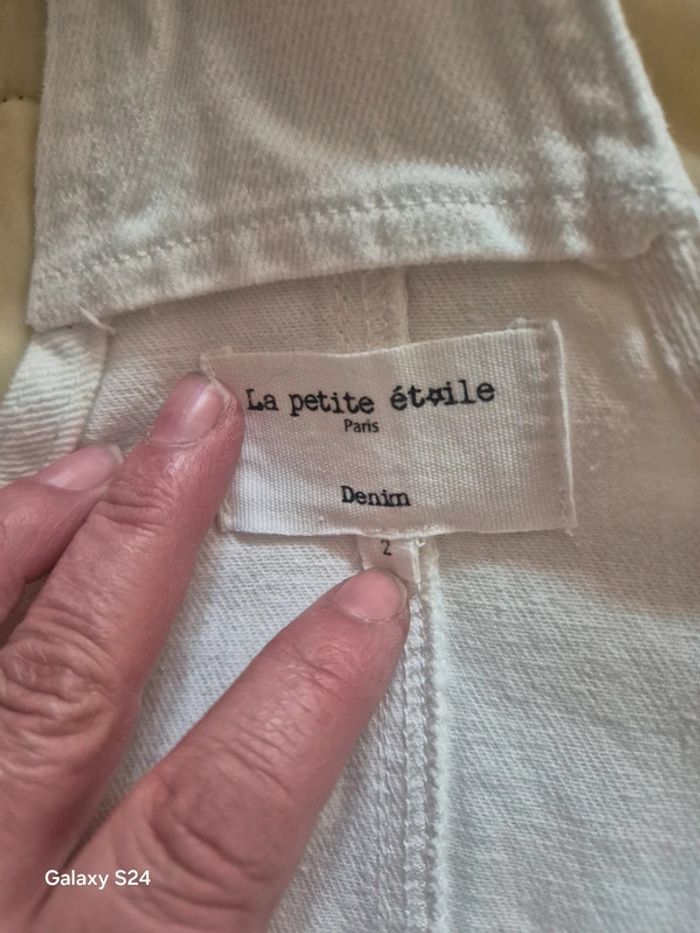 La petite étoile
Paris
Denim
2
Galaxy S24